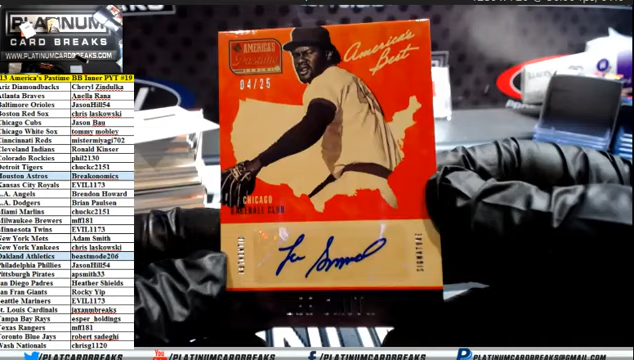 PLATINUM
CARD BREAKS
WWW.PLATINUMCARDBREAKS.COM
13 America's Pastime BB Inner PYT #19
Ariz Diamondbacks Cheryl Zindulka
Atlanta Braves Anella Rana
Baltimore Orioles JasonHill54
Boston Red Sox chris laskowski
Chicago Cubs Jason Bau
Chicago White Sox tommy mobley
Cincinnati Reds mistermiyagi702
Cleveland Indians Ronald Kinser
Colorado Rockies phil2130
Detroit Tigers chuckc2151
Houston Astros Breakonomics
Kansas City Royals EVIL1173
L.A. Angels Brendon Howard
L.A. Dodgers Brian Paulsen
Miami Marlins chuckc2151
Milwaukee Brewers mff181
Minnesota Twins EVIL1173
New York Mets Adam Smith
New York Yankees chris laskowski
Oakland Athletics beastmode206
Philadelphia Phillies JasonHill54
Pittsburgh Pirates apsmith33
San Diego Padres Heather Shields
San Fran Giants Rocky Yip
Seattle Mariners EVIL1173
St. Louis Cardinals jaxanmbreaks
Tampa Bay Rays esper_holdings
Texas Rangers mff181
Toronto Blue Jays robert sadeghi
Wash Nationals chrisg1120
AMERICA'S
Pastime
04/25
America's
Best
CHICAGO
BASEBALL CLUB
SIGNATURE
/PLATCARDBREAKS
/PLATINUMCARDBREAKS
/PLATINUMCARDBREAKS
PLATINUMCARDBREAKS@GMAIL.COM